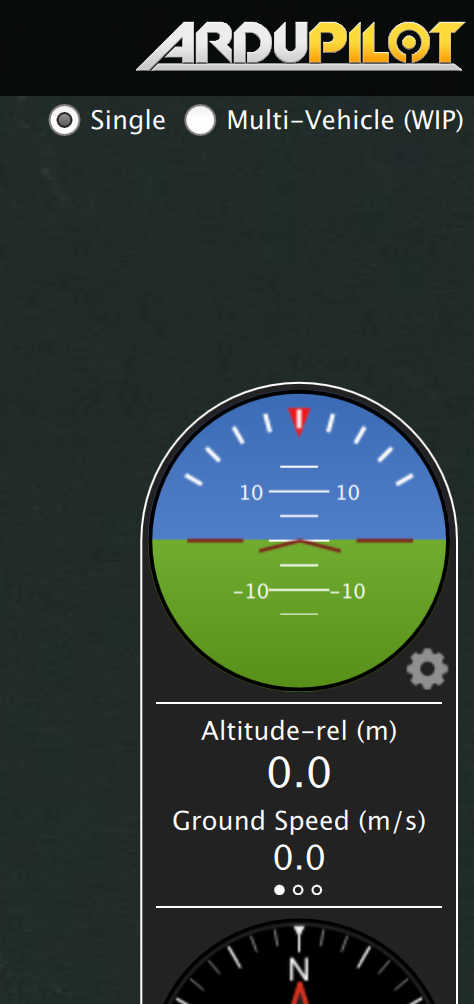 ARDUPILOT
Single Multi-Vehicle (WIP)
10 10
-10 -10
Altitude-rel (m)
0.0
Ground Speed (m/s)
0.0
N